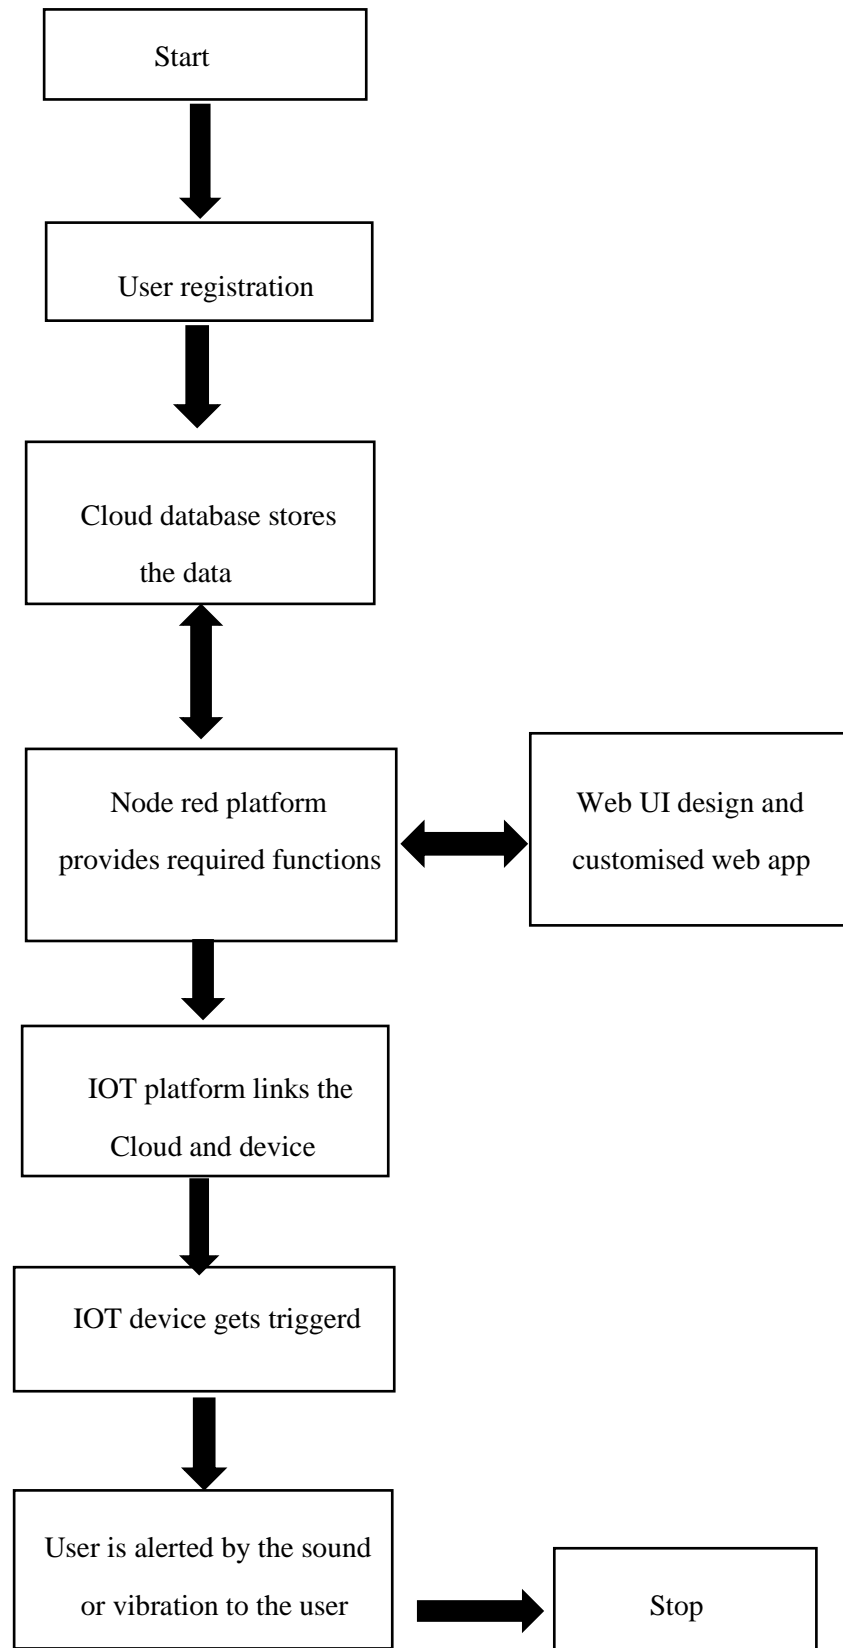 Start
User registration
Cloud database stores
the data
Node red platform
provides required functions
Web UI design and
customised web app
IOT platform links the
Cloud and device
IOT device gets triggerd
User is alerted by the sound
or vibration to the user
Stop